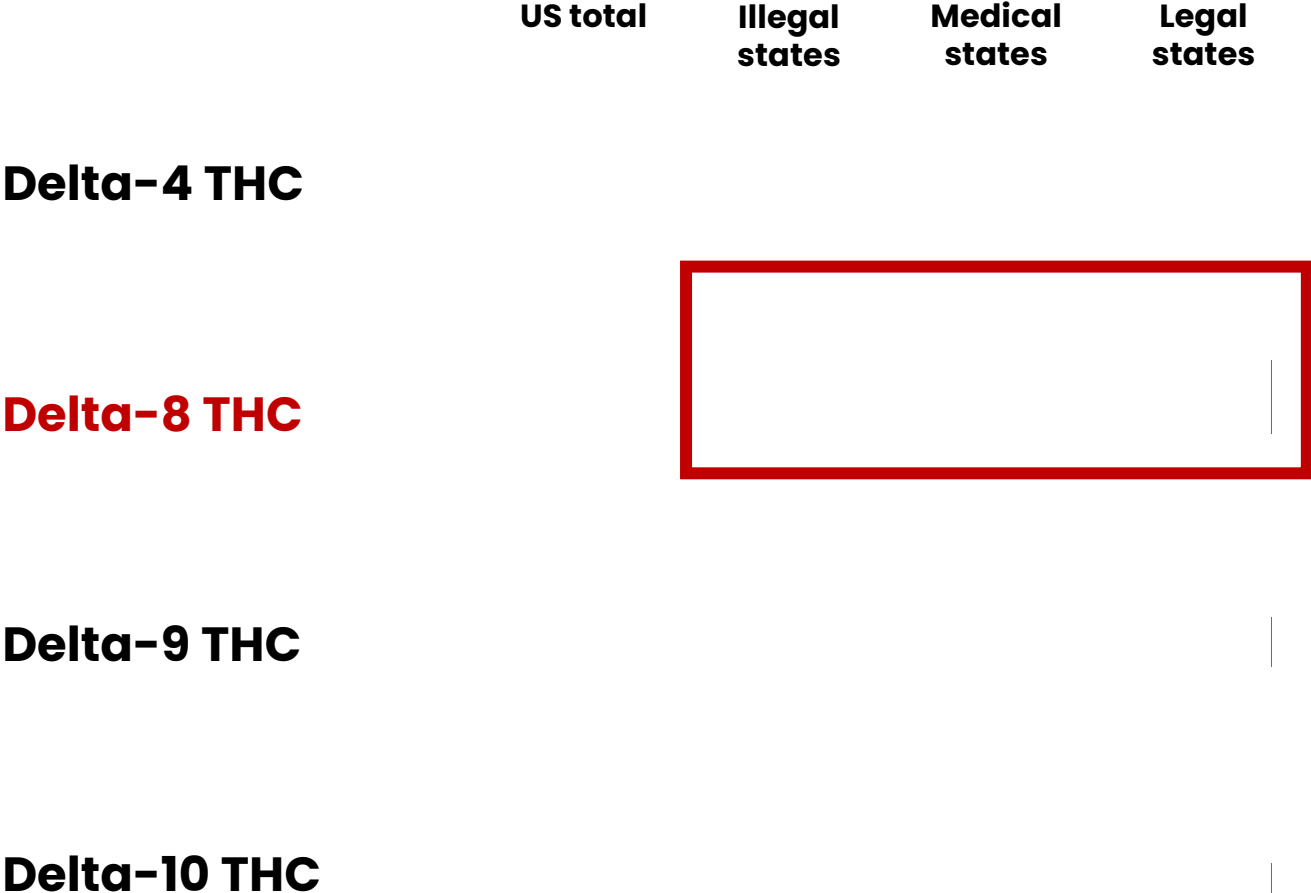 US total Illegal Medical Legal
states states states
Delta-4 THC
Delta-8 THC
Delta-9 THC
Delta-10 THC